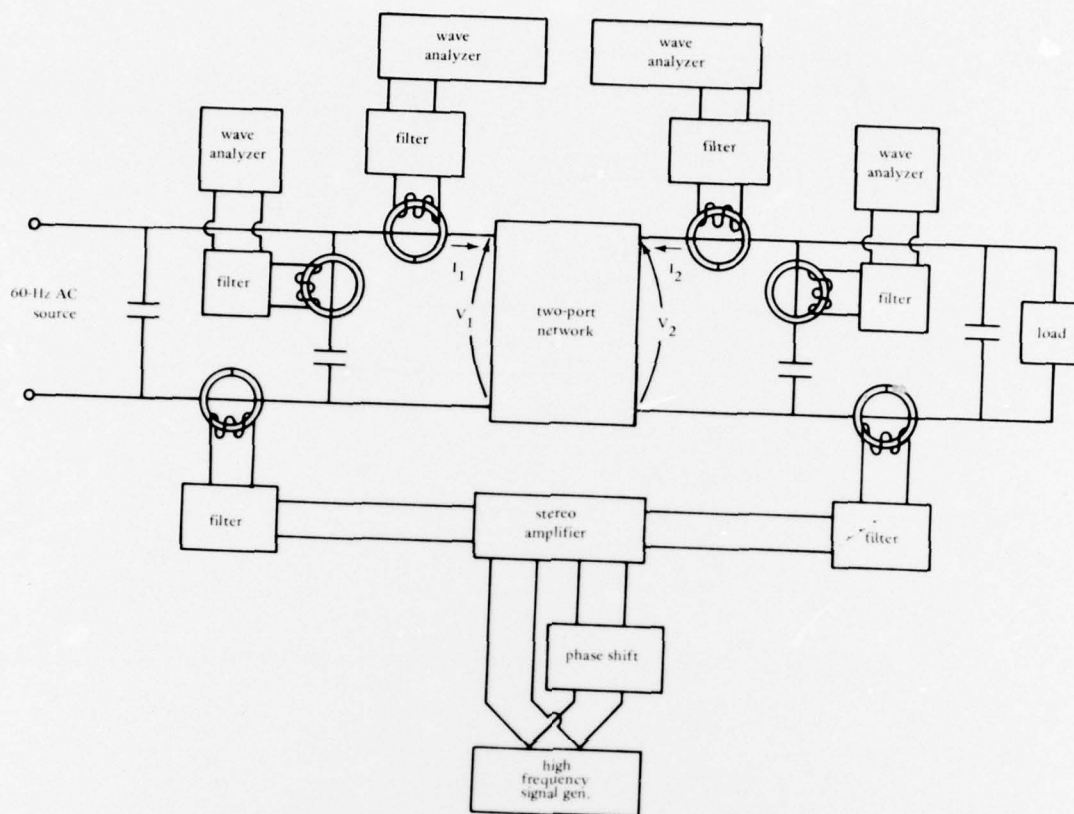 wave
analyzer
wave
analyzer
wave
analyzer
filter
filter
wave
analyzer
filter
I1
I2
filter
60-Hz AC
source
V1
two-port
network
V2
load
filter
stereo
amplifier
filter
phase shift
high
frequency
signal gen.